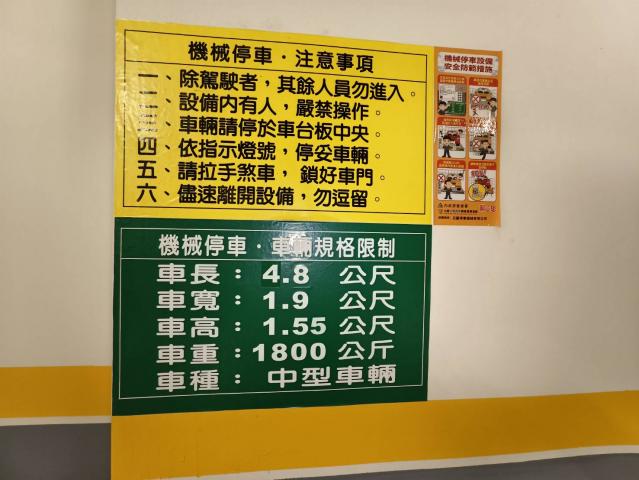 機械停車．注意事項
一、除駕駛者，其餘人員勿進入。
二、設備內有人，嚴禁操作。
三、車輛請停於車台板中央。
四、依指示燈號，停妥車輛。
五、請拉手煞車，鎖好車門。
六、儘速離開設備，勿逗留。
機械停車．車輛規格限制
車長：4.8 公尺
車寬：1.9 公尺
車高：1.55 公尺
車重：1800 公斤
車種：中型車輛
機械停車設備
安全防範措施